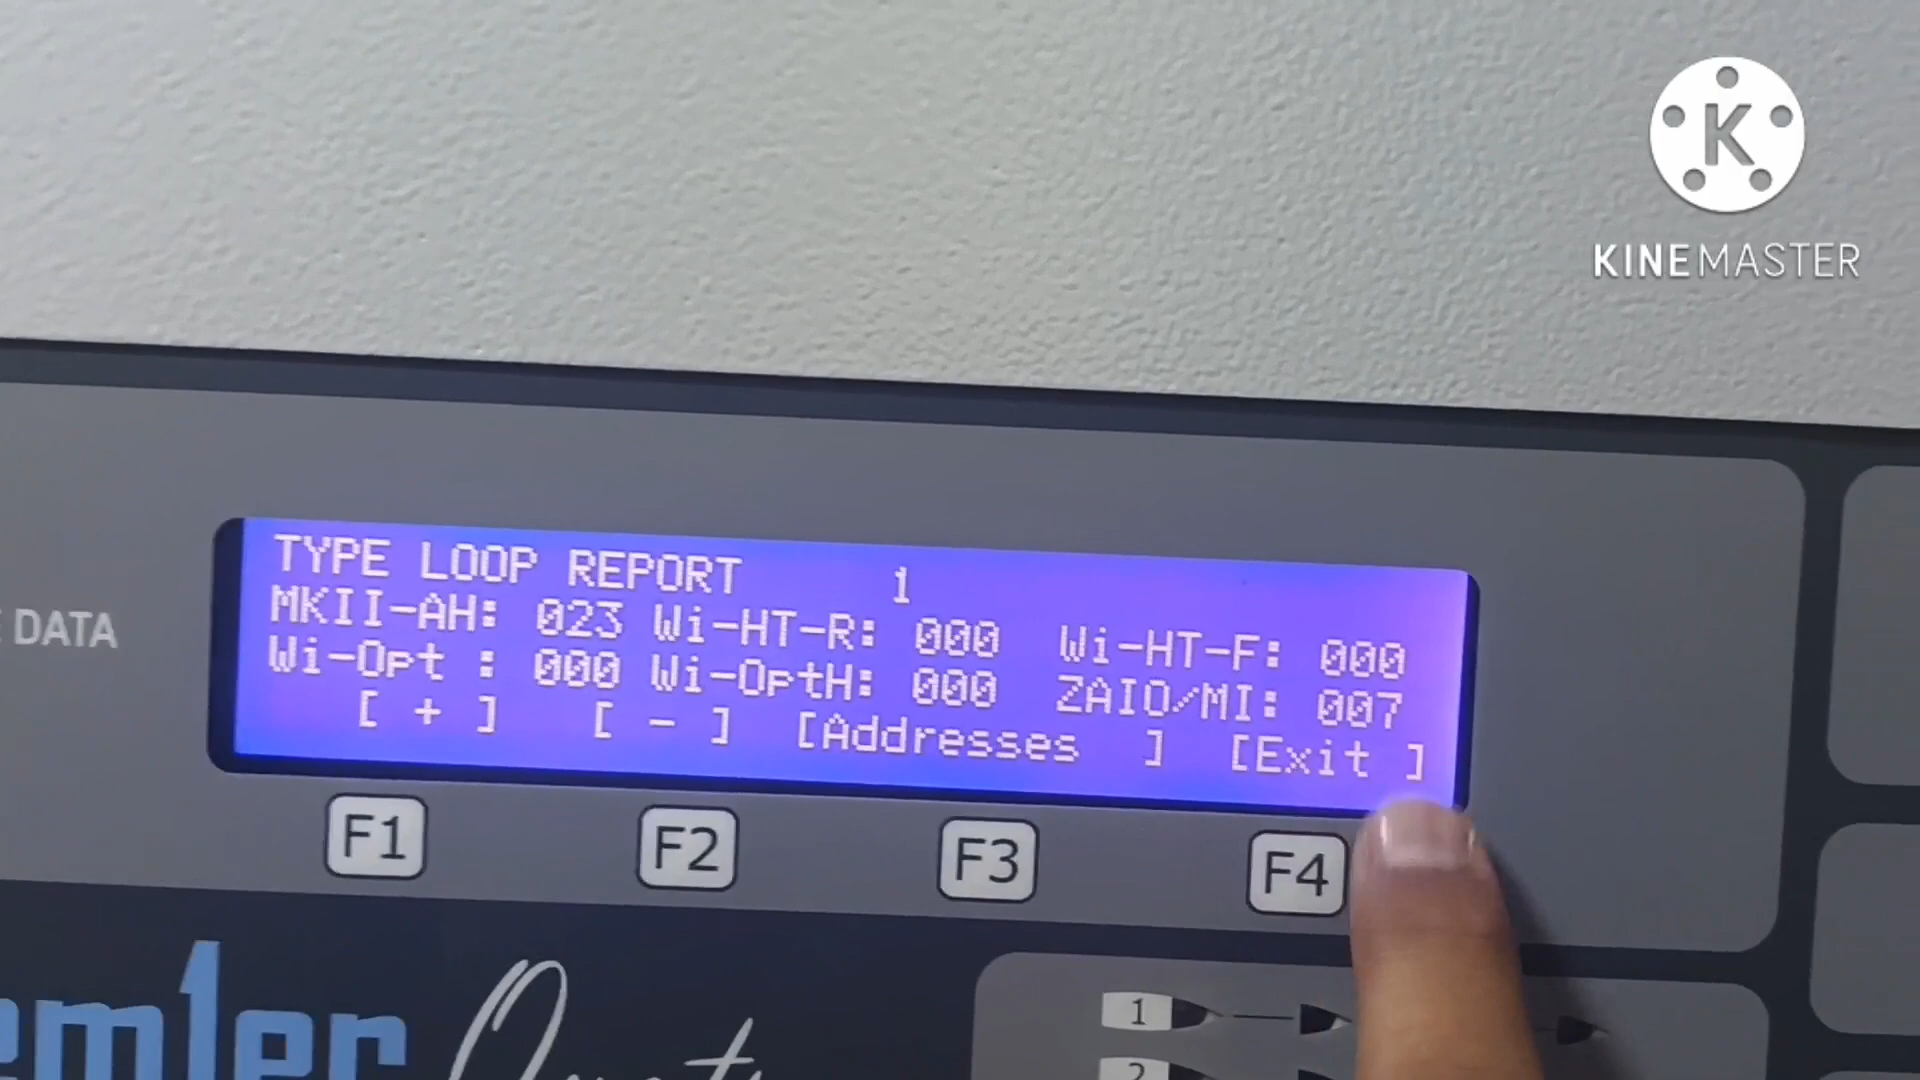 K
KINEMASTER
TYPE LOOP REPORT 1
MKII-AH: 023 Wi-HT-R: 000 Wi-HT-F: 000
Wi-Opt : 000 Wi-OptH: 000 ZAIO/MI: 007
[ + ] [ - ] [Addresses ] [Exit ]
DATA
F1 F2 F3 F4
1
2